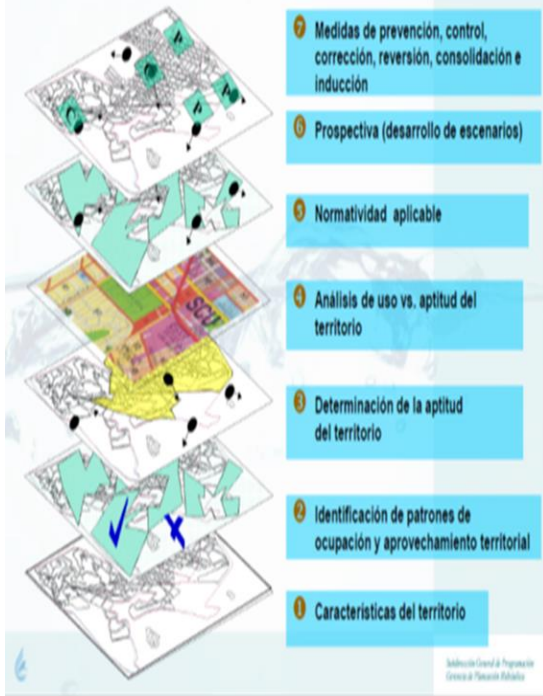 7 Medidas de prevención, control,
corrección, reversión, consolidación e
inducción
6 Prospectiva (desarrollo de escenarios)
5 Normatividad aplicable
4 Análisis de uso vs. aptitud del
territorio
SCU
3 Determinación de la aptitud
del territorio
2 Identificación de patrones de
ocupación y aprovechamiento territorial
1 Características del territorio
Subdirección General de Programación
Gerencia de Planeación Hidráulica